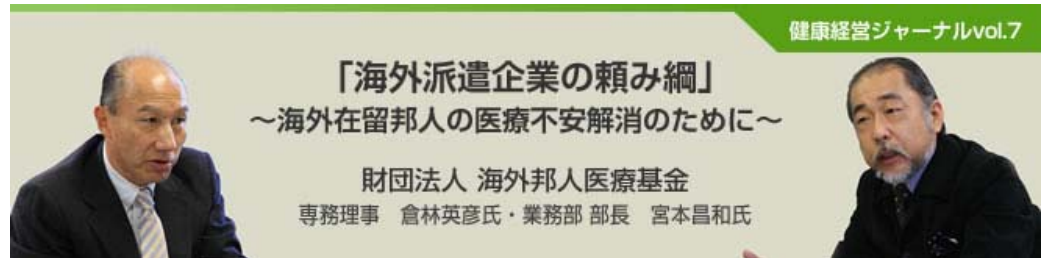 健康経営ジャーナルvol.7
「海外派遣企業の頼み綱」
～海外在留邦人の医療不安解消のために～
財団法人 海外邦人医療基金
専務理事　倉林英彦氏・業務部 部長　宮本昌和氏